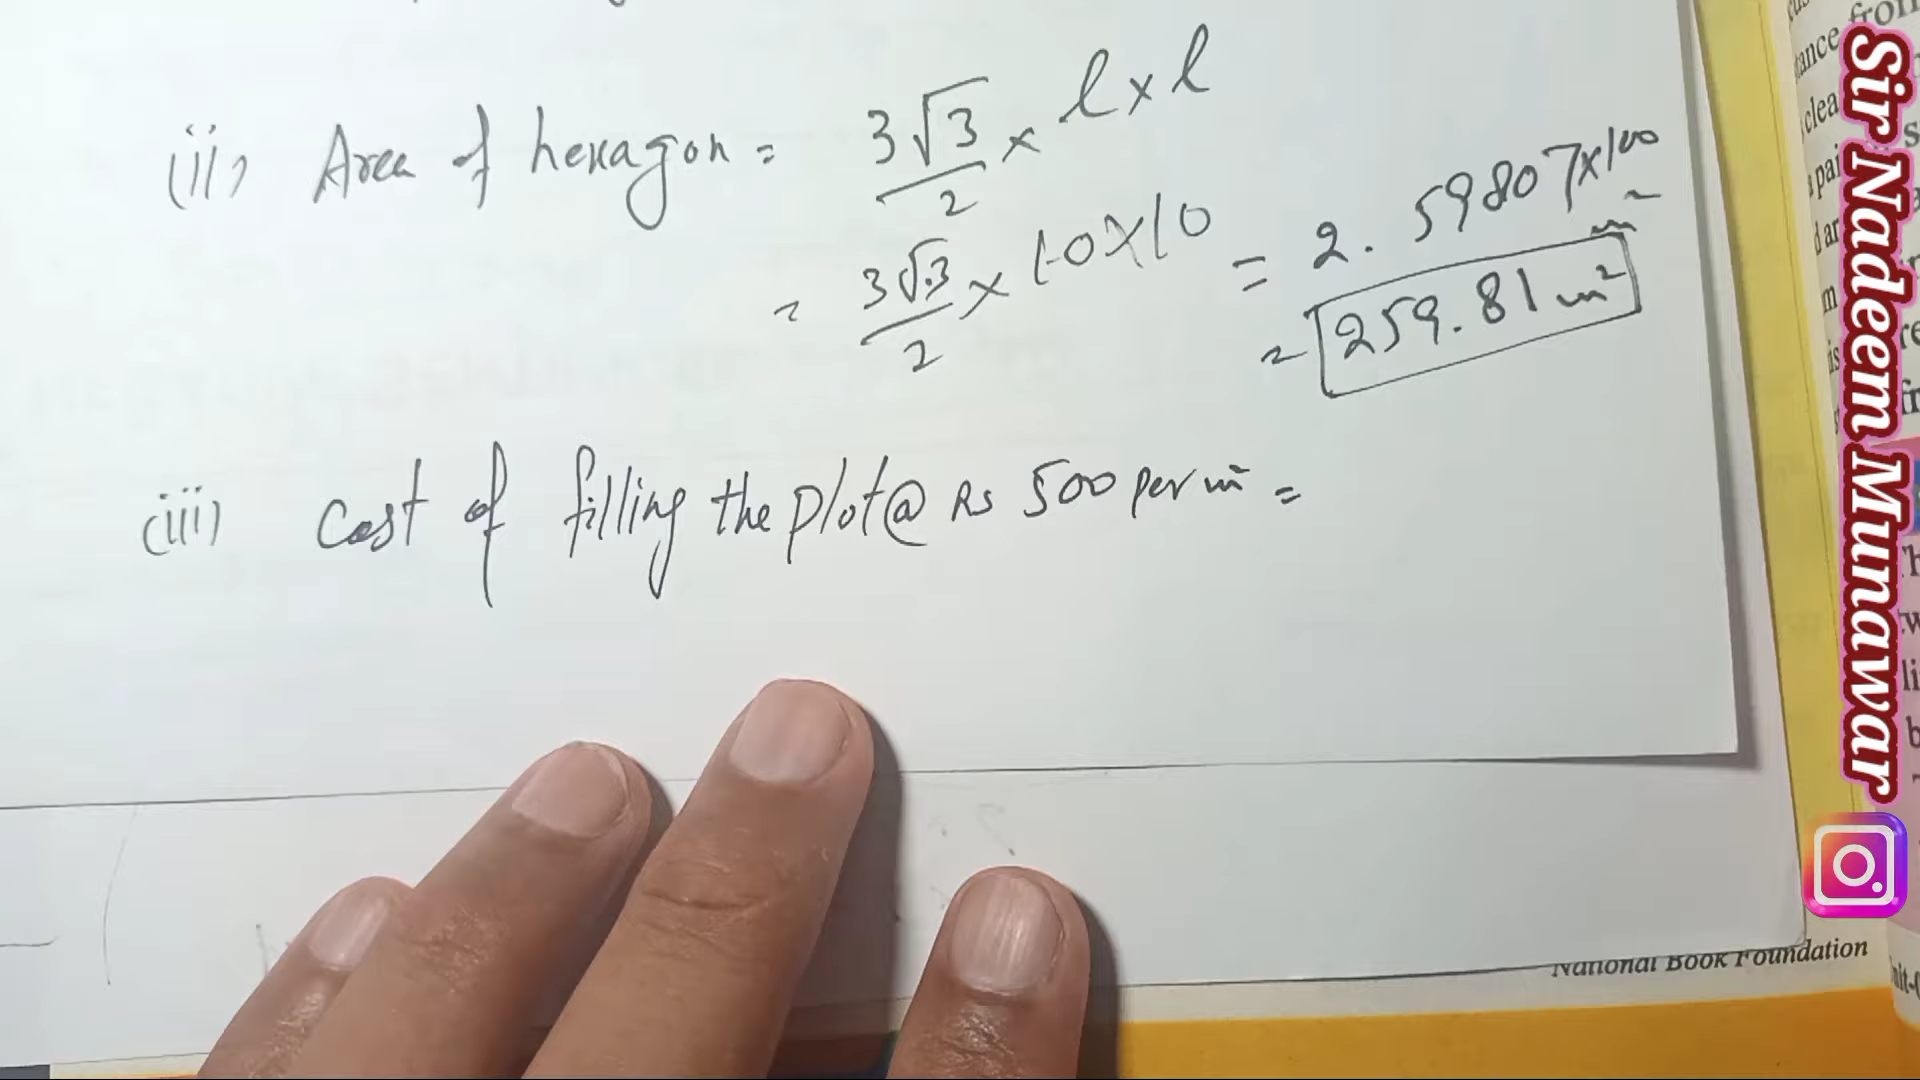 (ii) Area of hexagon = 3√3/2 × l × l
= 3√3/2 × 10 × 10 = 2.59807 × 100 m²
= 259.81 m²
(iii) Cost of filling the plot @ Rs 500 per m² =
National Book Foundation
Sir Nadeem Munawar